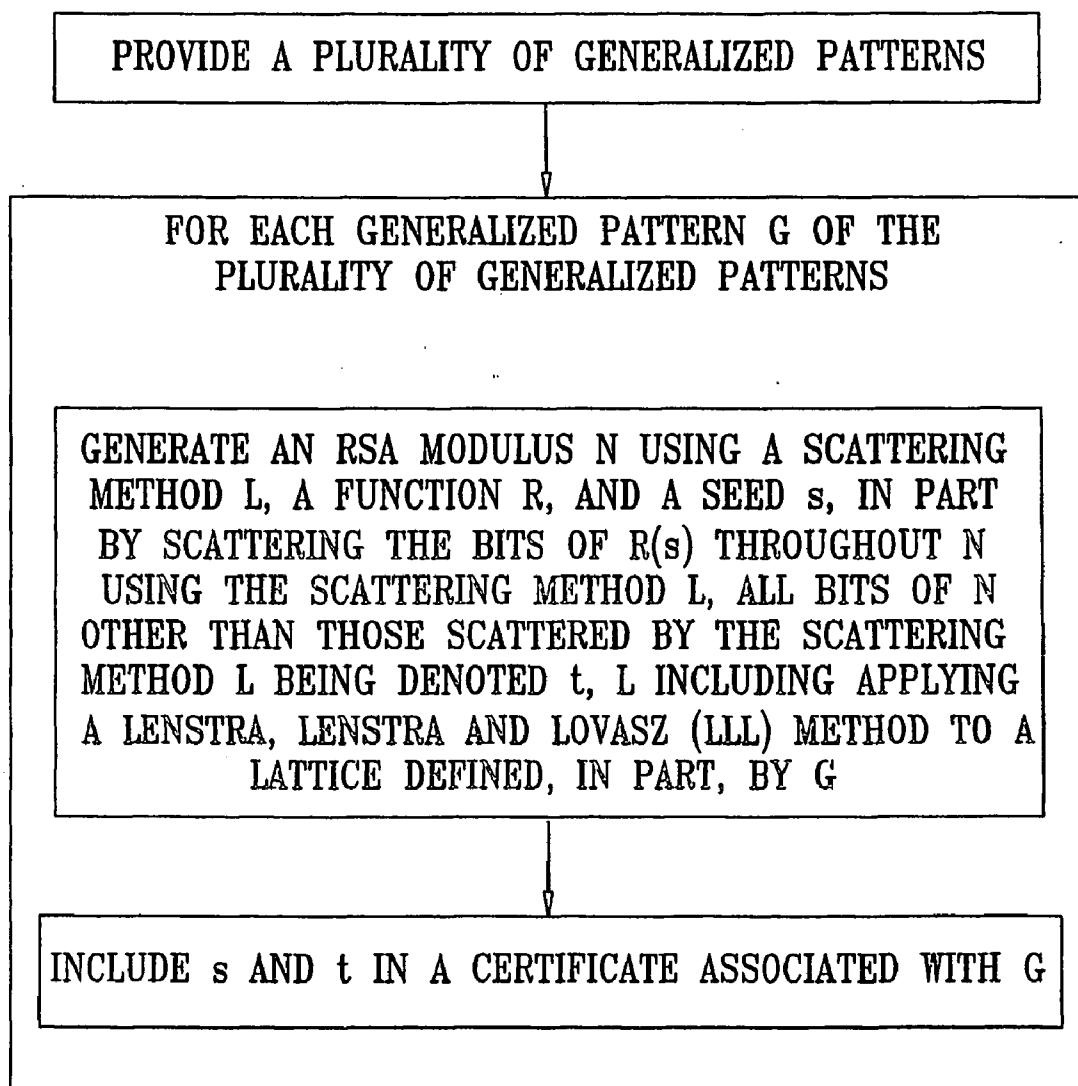 PROVIDE A PLURALITY OF GENERALIZED PATTERNS
FOR EACH GENERALIZED PATTERN G OF THE
PLURALITY OF GENERALIZED PATTERNS
GENERATE AN RSA MODULUS N USING A SCATTERING
METHOD L, A FUNCTION R, AND A SEED s, IN PART
BY SCATTERING THE BITS OF R(s) THROUGHOUT N
USING THE SCATTERING METHOD L, ALL BITS OF N
OTHER THAN THOSE SCATTERED BY THE SCATTERING
METHOD L BEING DENOTED t, L INCLUDING APPLYING
A LENSTRA, LENSTRA AND LOVASZ (LLL) METHOD TO A
LATTICE DEFINED, IN PART, BY G
INCLUDE s AND t IN A CERTIFICATE ASSOCIATED WITH G